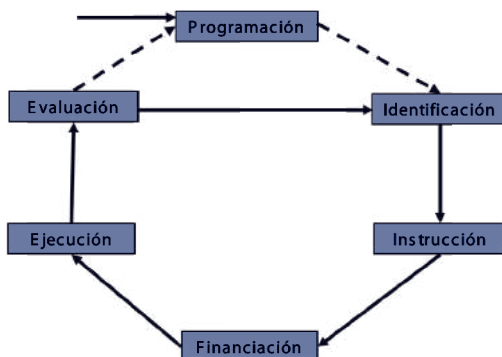 Programación
Evaluación
Identificación
Ejecución
Instrucción
Financiación